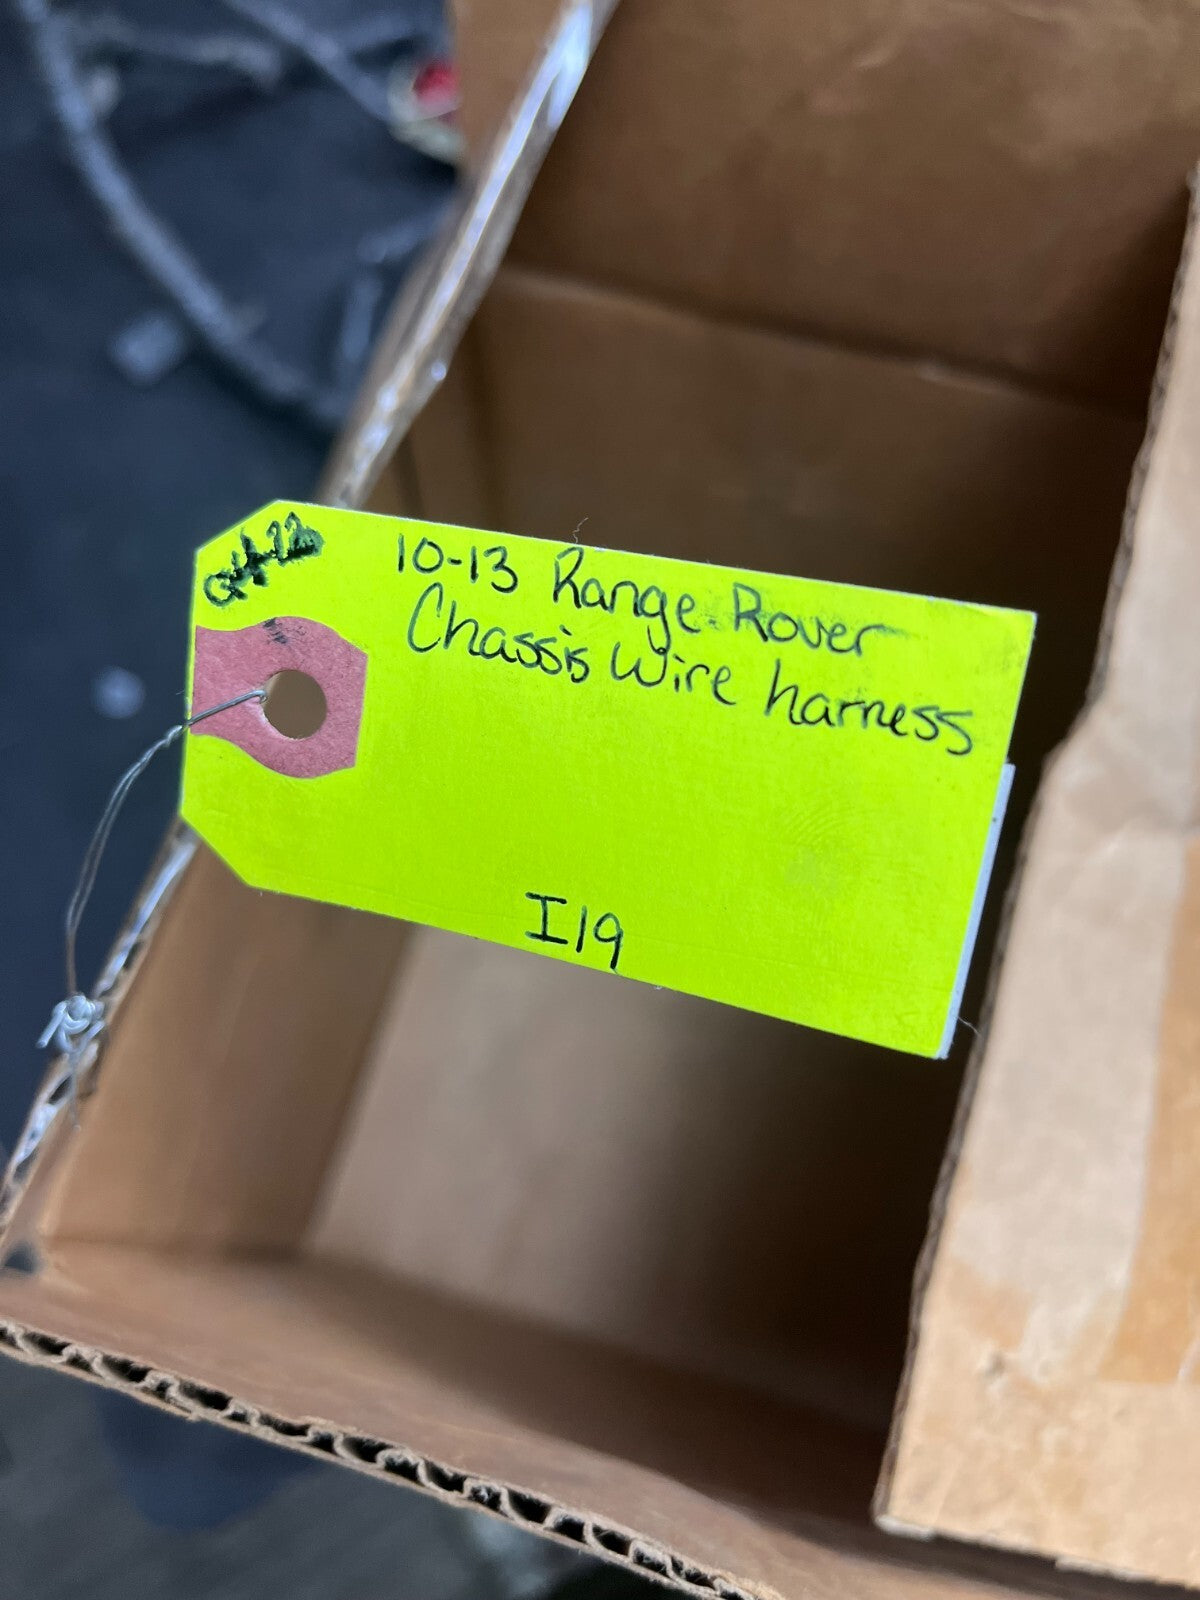 10-13 Range Rover
Chassis Wire harness
I19